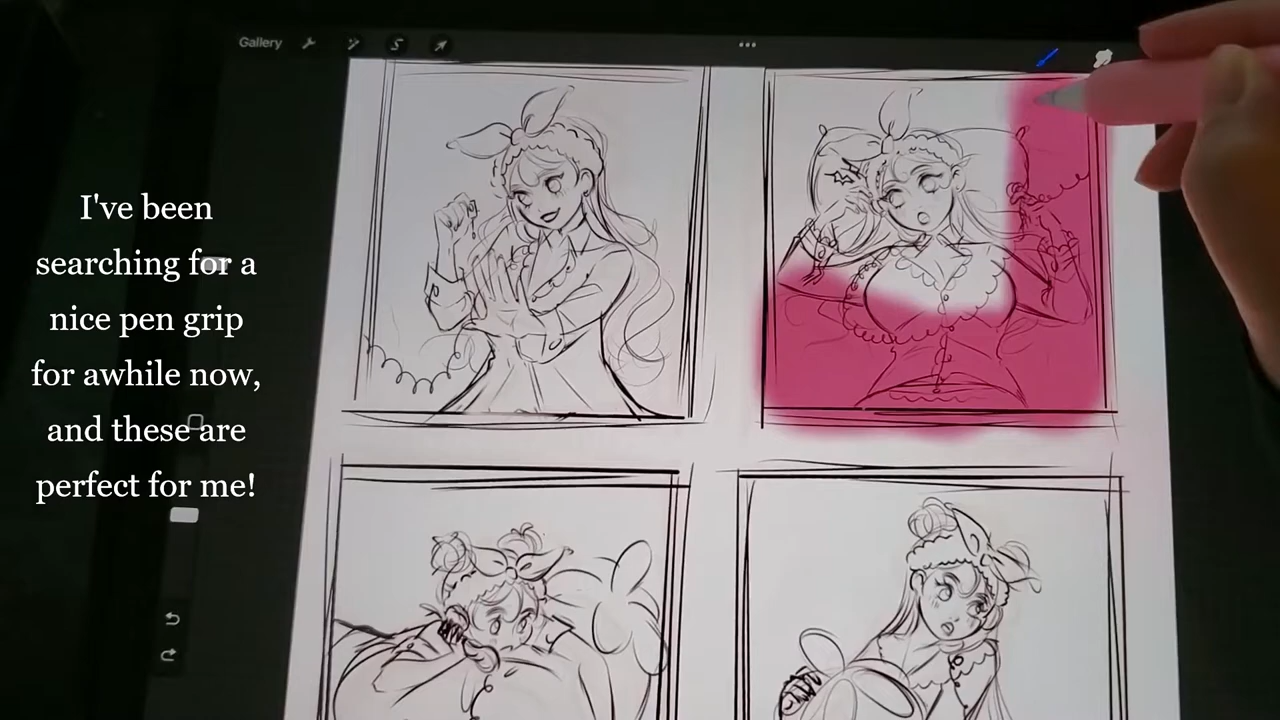 Gallery
I've been
searching for a
nice pen grip
for awhile now,
and these are
perfect for me!